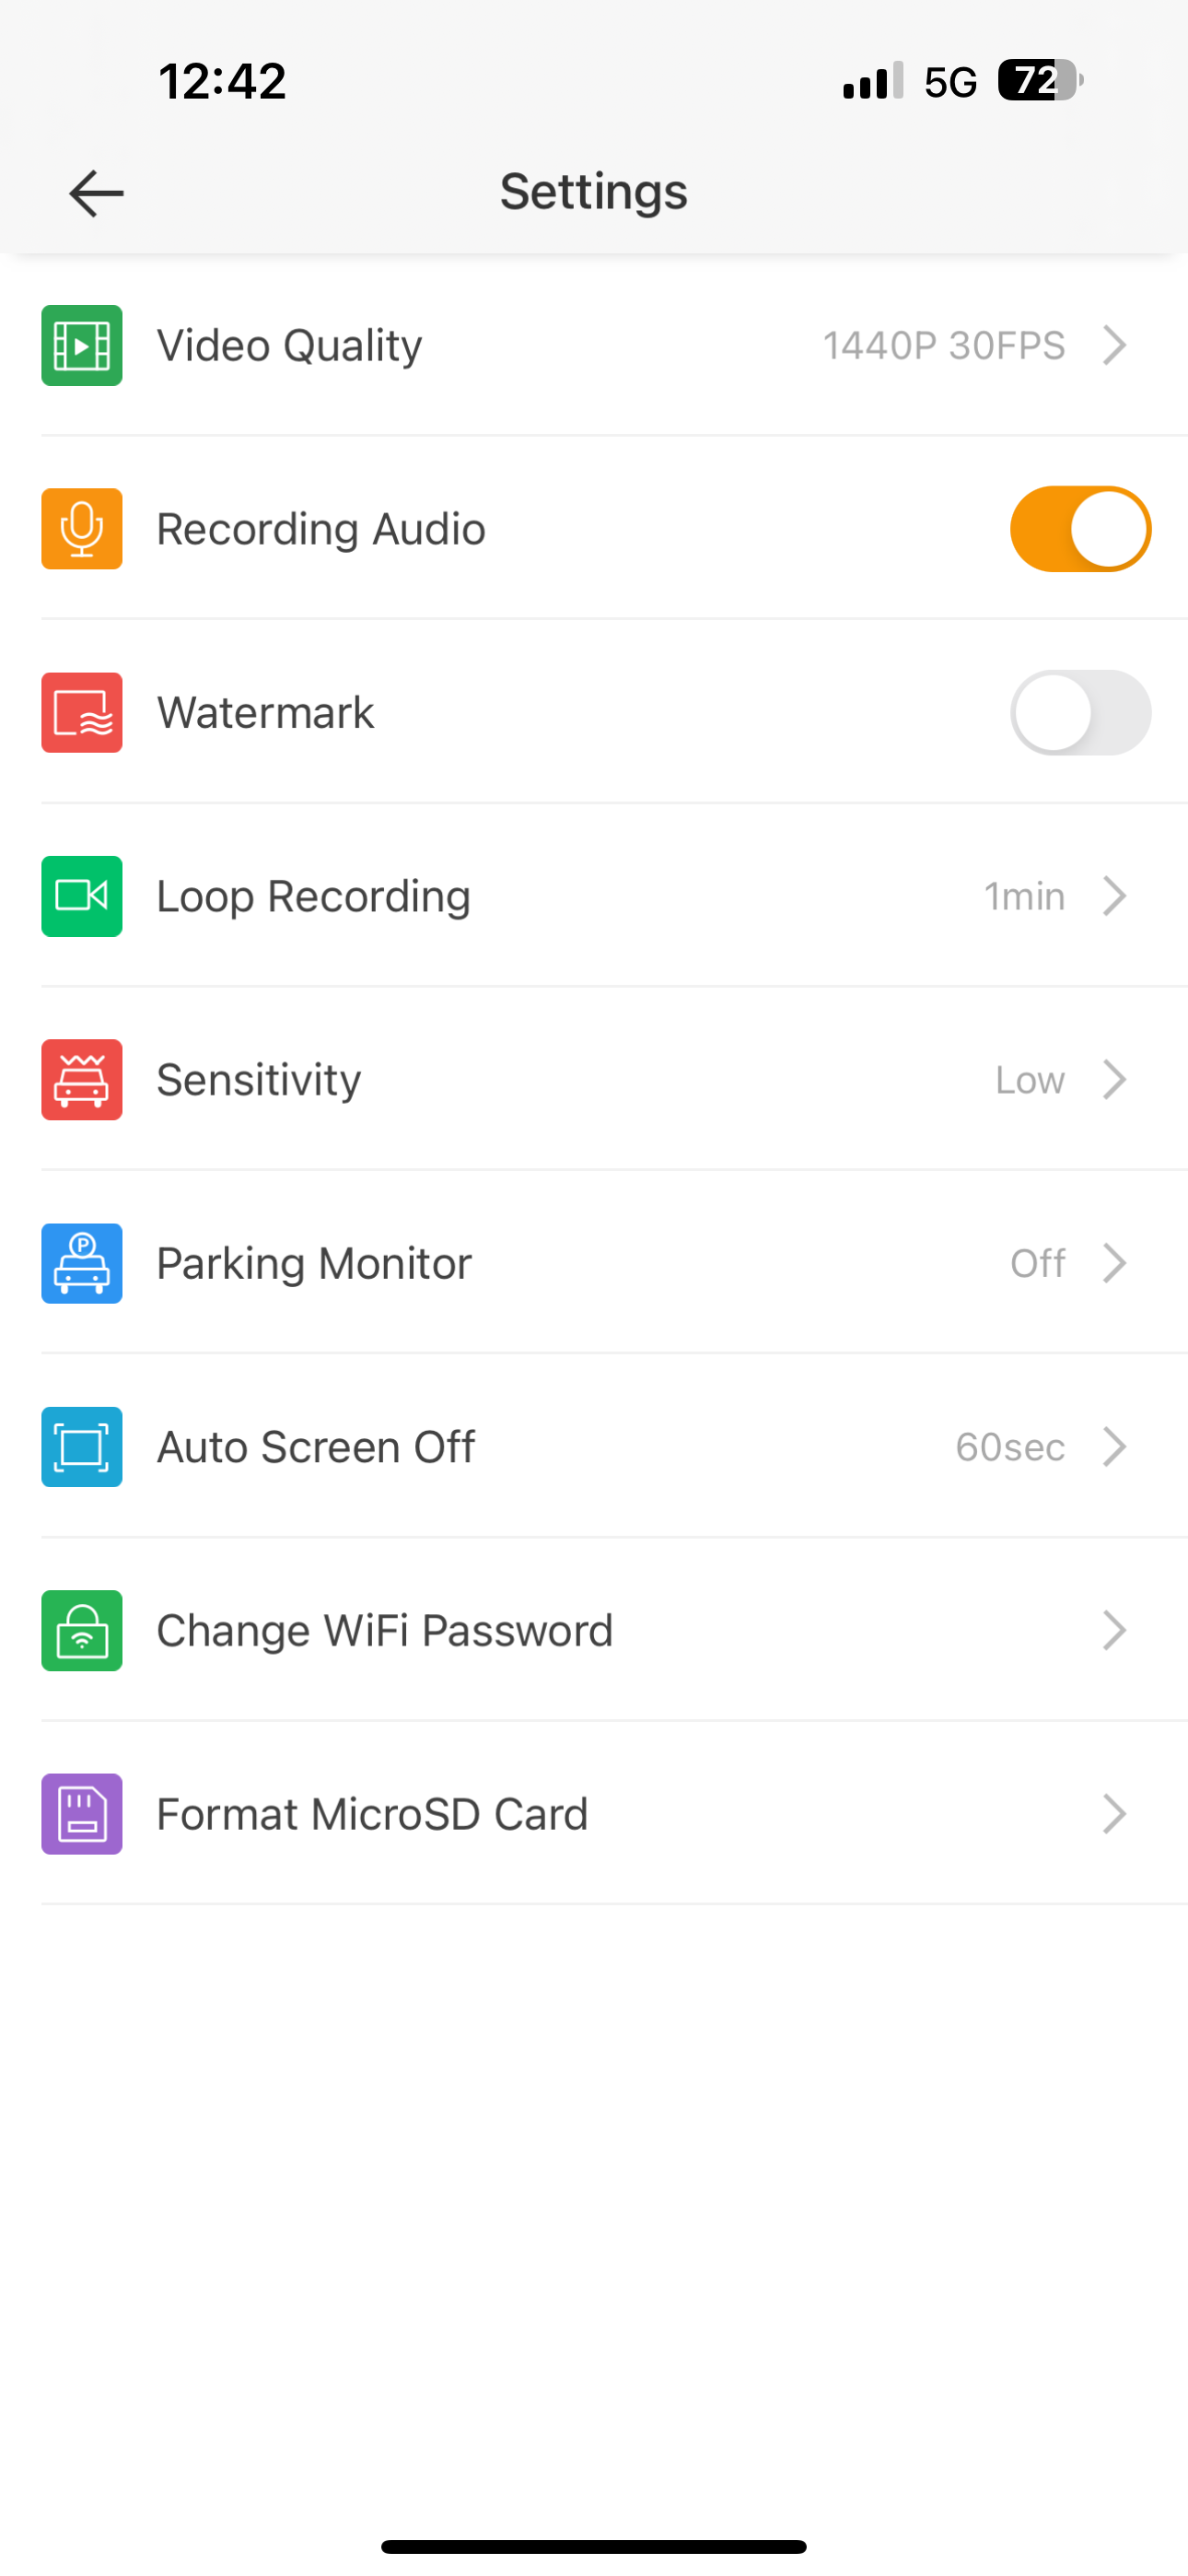 12:42 5G 72
Settings
Video Quality 1440P 30FPS
Recording Audio
Watermark
Loop Recording 1min
Sensitivity Low
P
Parking Monitor Off
Auto Screen Off 60sec
Change WiFi Password
Format MicroSD Card